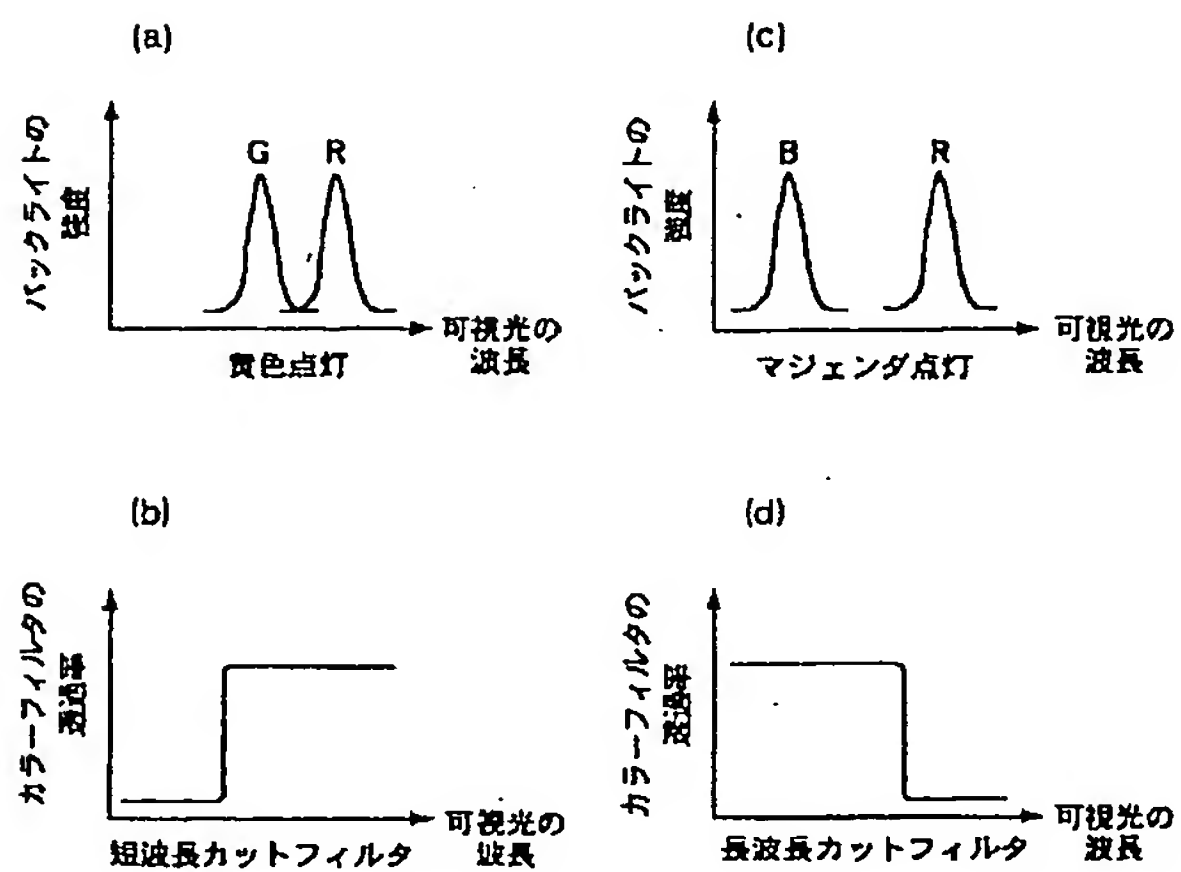 (a)
バックライトの
強度
G
R
可視光の
波長
黄色点灯
(c)
バックライトの
強度
B
R
可視光の
波長
マジェンダ点灯
(b)
カラーフィルタの
透過率
可視光の
波長
短波長カットフィルタ
(d)
カラーフィルタの
透過率
可視光の
波長
長波長カットフィルタ